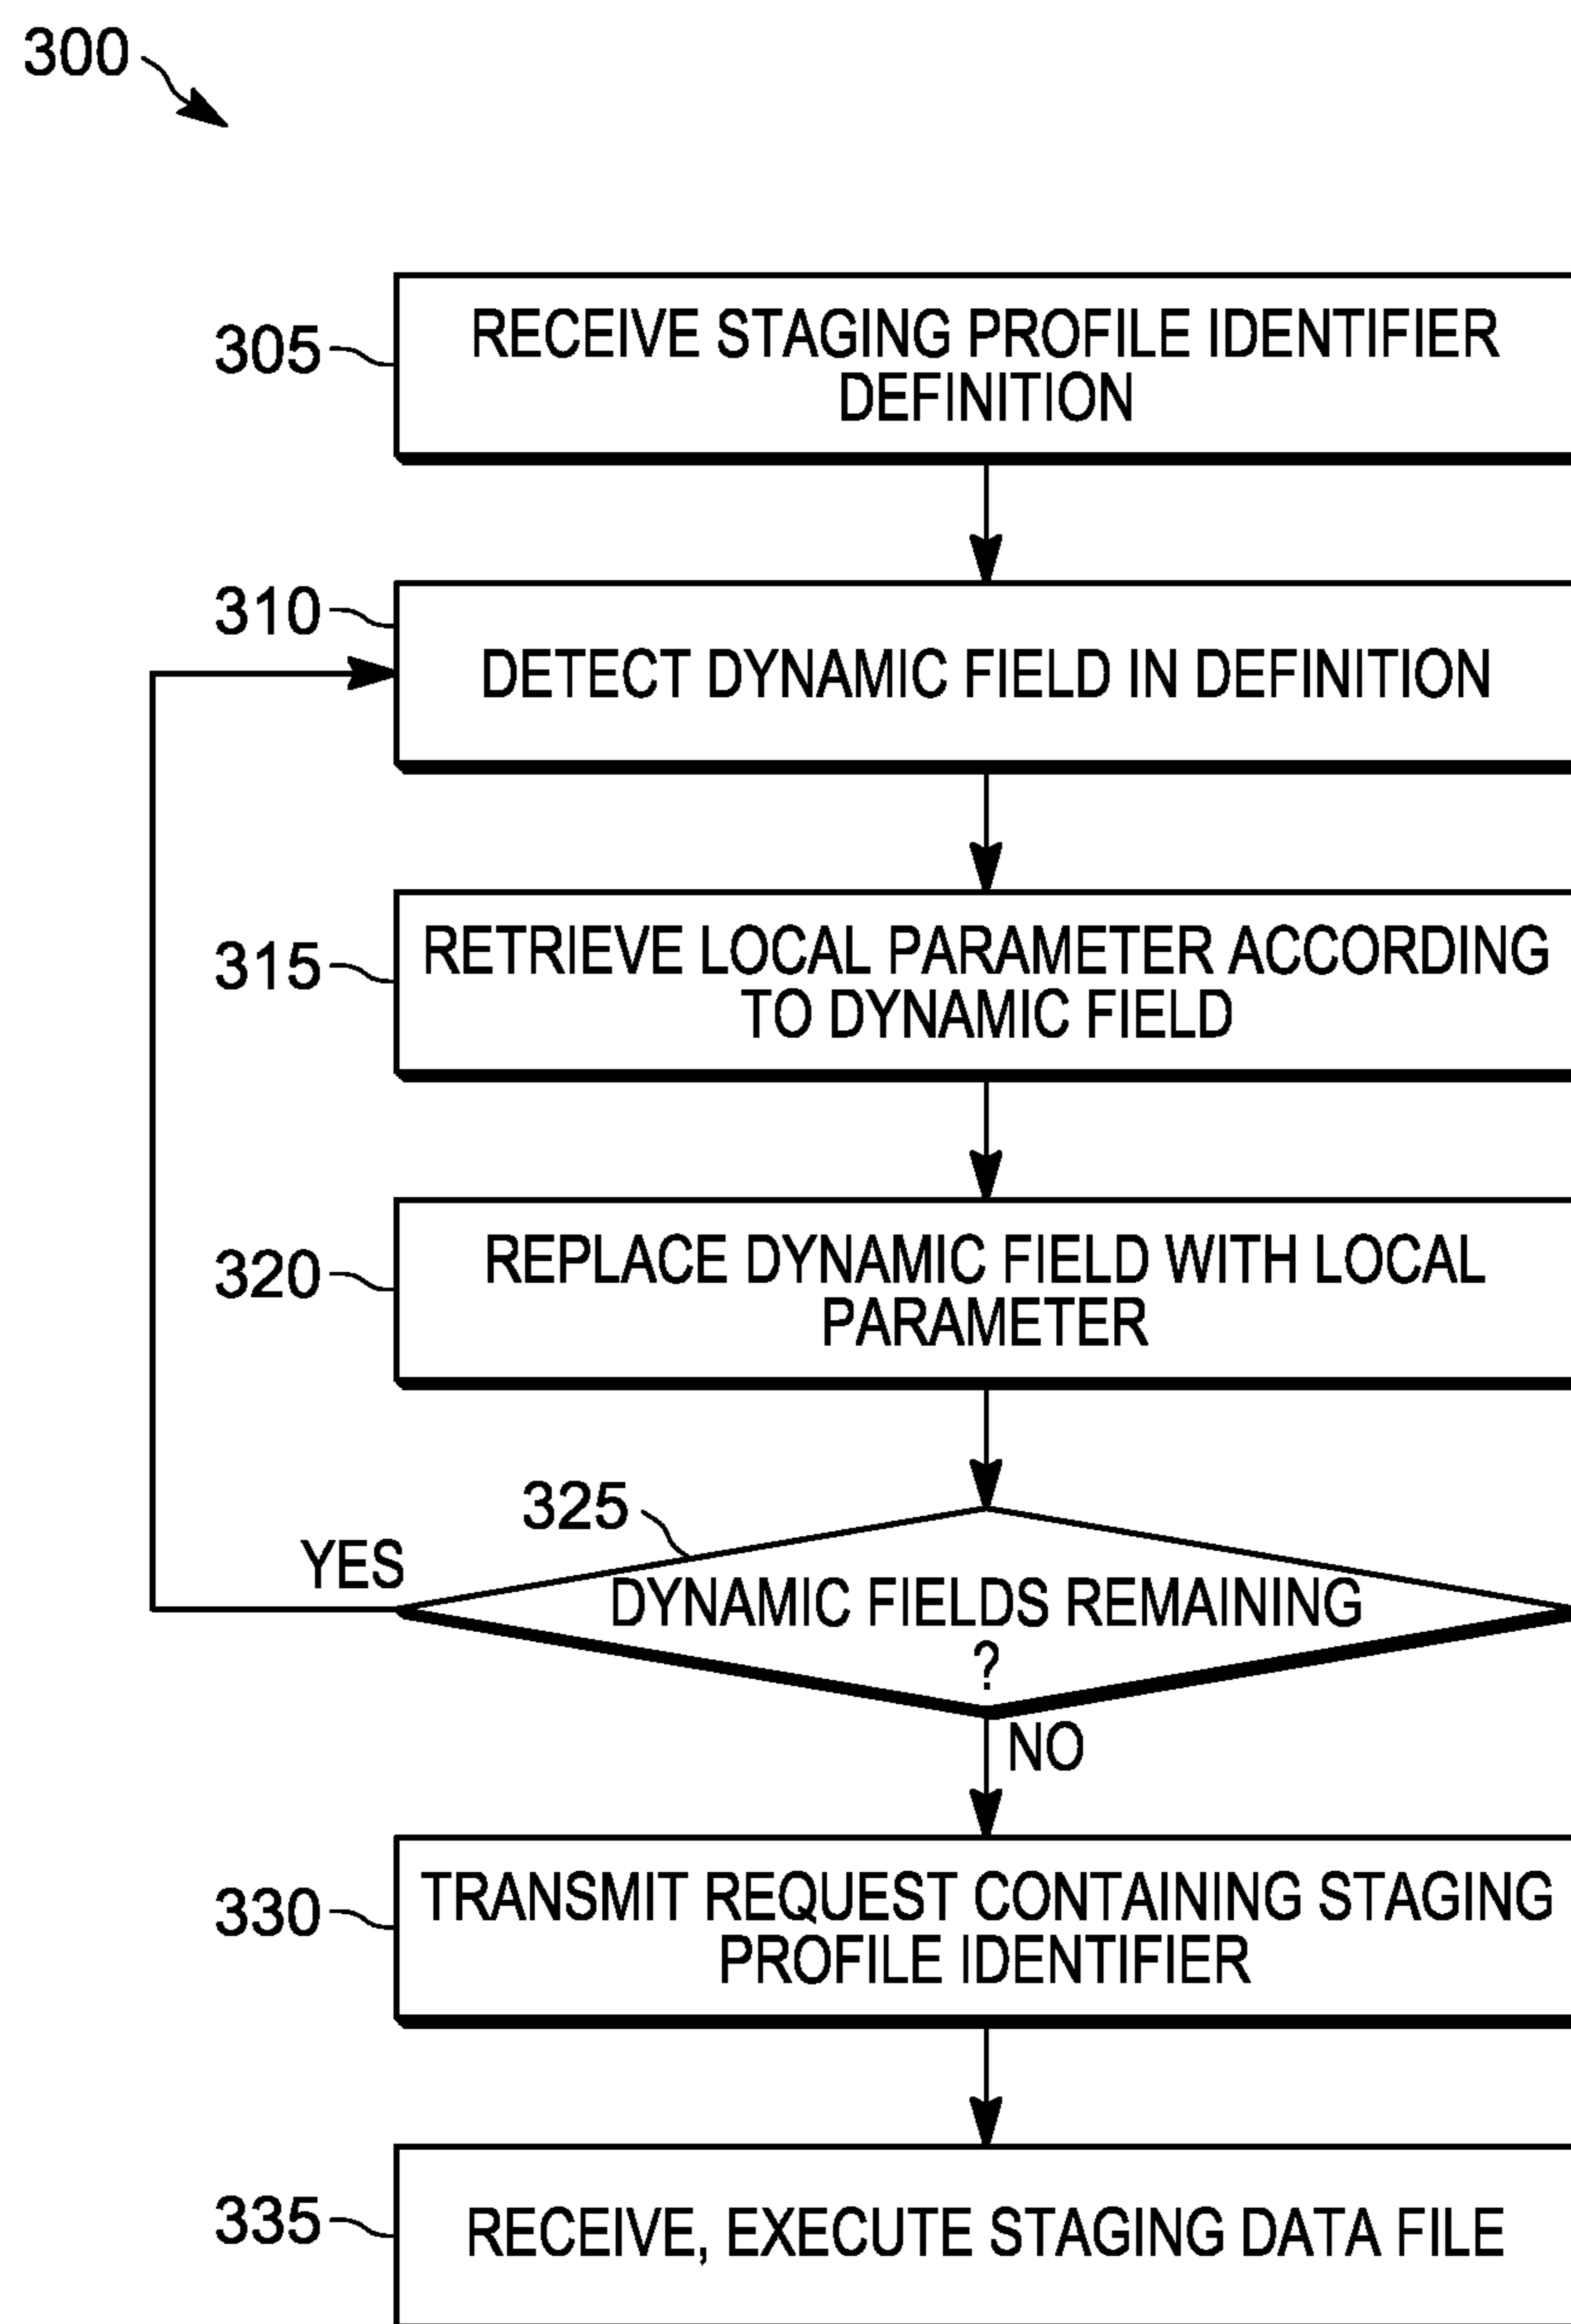 300
305
RECEIVE STAGING PROFILE IDENTIFIER
DEFINITION
310
DETECT DYNAMIC FIELD IN DEFINITION
315
RETRIEVE LOCAL PARAMETER ACCORDING
TO DYNAMIC FIELD
320
REPLACE DYNAMIC FIELD WITH LOCAL
PARAMETER
325
YES
DYNAMIC FIELDS REMAINING
?
NO
330
TRANSMIT REQUEST CONTAINING STAGING
PROFILE IDENTIFIER
335
RECEIVE, EXECUTE STAGING DATA FILE